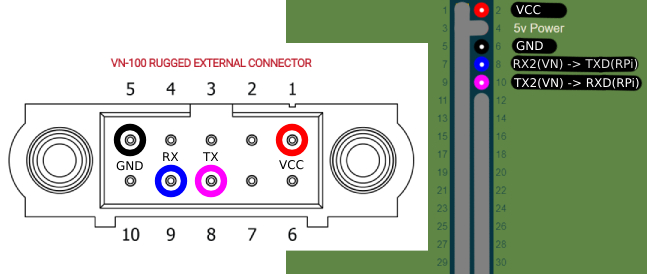 VN-100 RUGGED EXTERNAL CONNECTOR
5 4 3 2 1
GND RX TX VCC
10 9 8 7 6
1 2 VCC
3 4 5v Power
5 6 GND
7 8 RX2(VN) -> TXD(RPi)
9 10 TX2(VN) -> RXD(RPi)
11 12
13 14
15 16
17 18
19 20
21 22
23 24
25 26
27 28
29 30